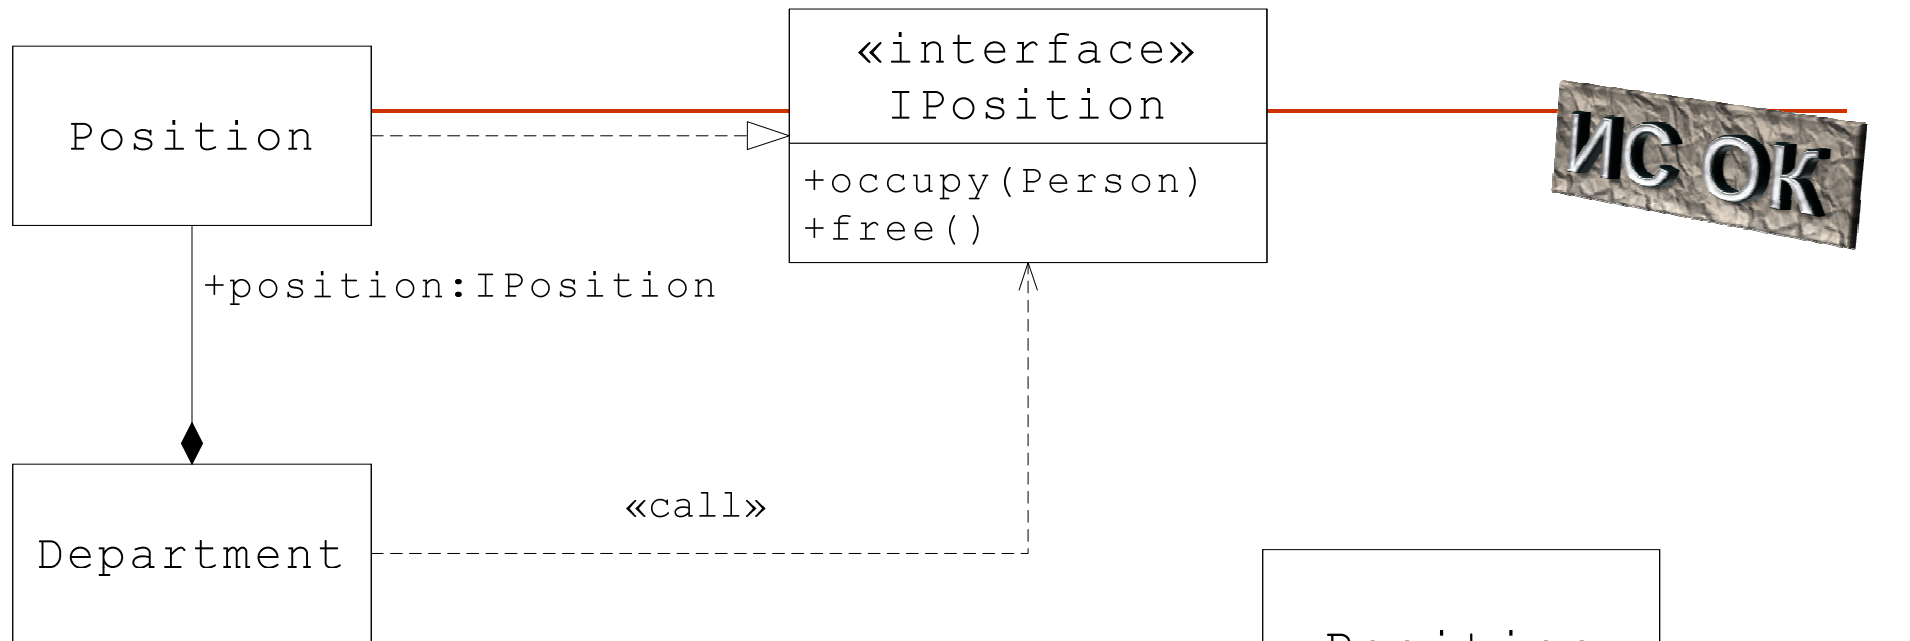 «interface»
IPosition
Position
+occupy(Person)
+free()
ИС ОК
+position:IPosition
«call»
Department